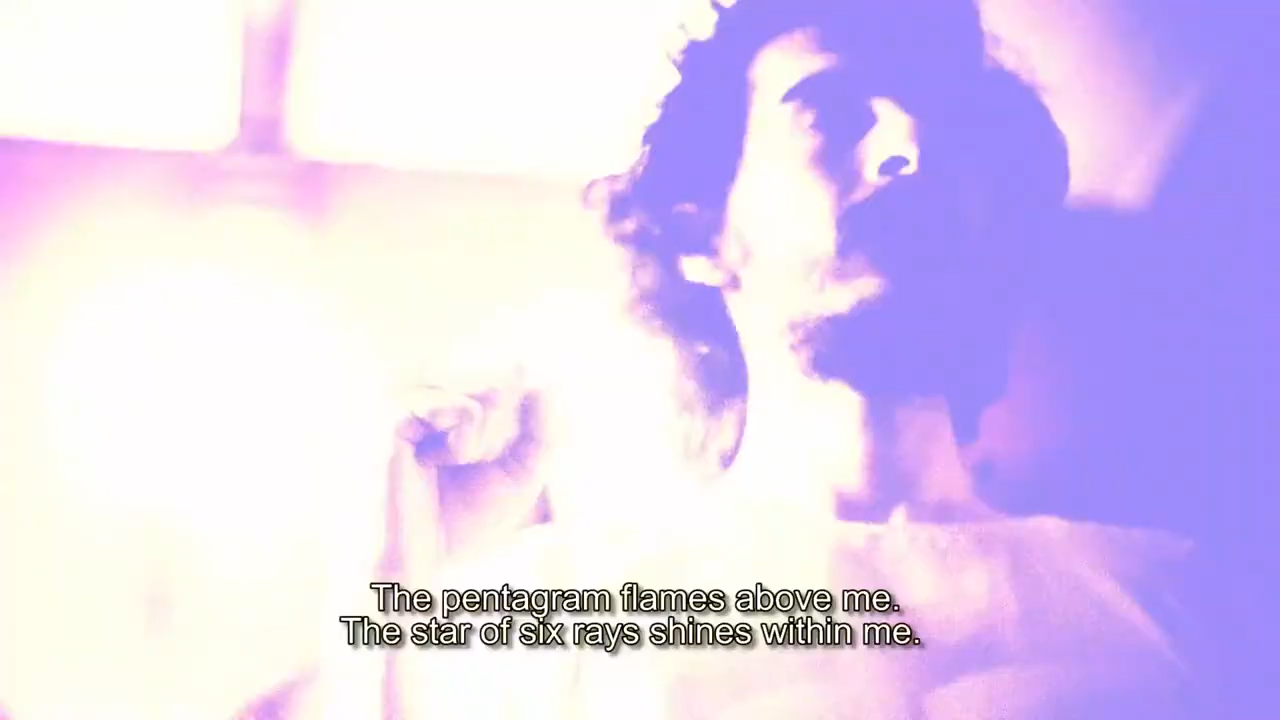 The pentagram flames above me.
The star of six rays shines within me.